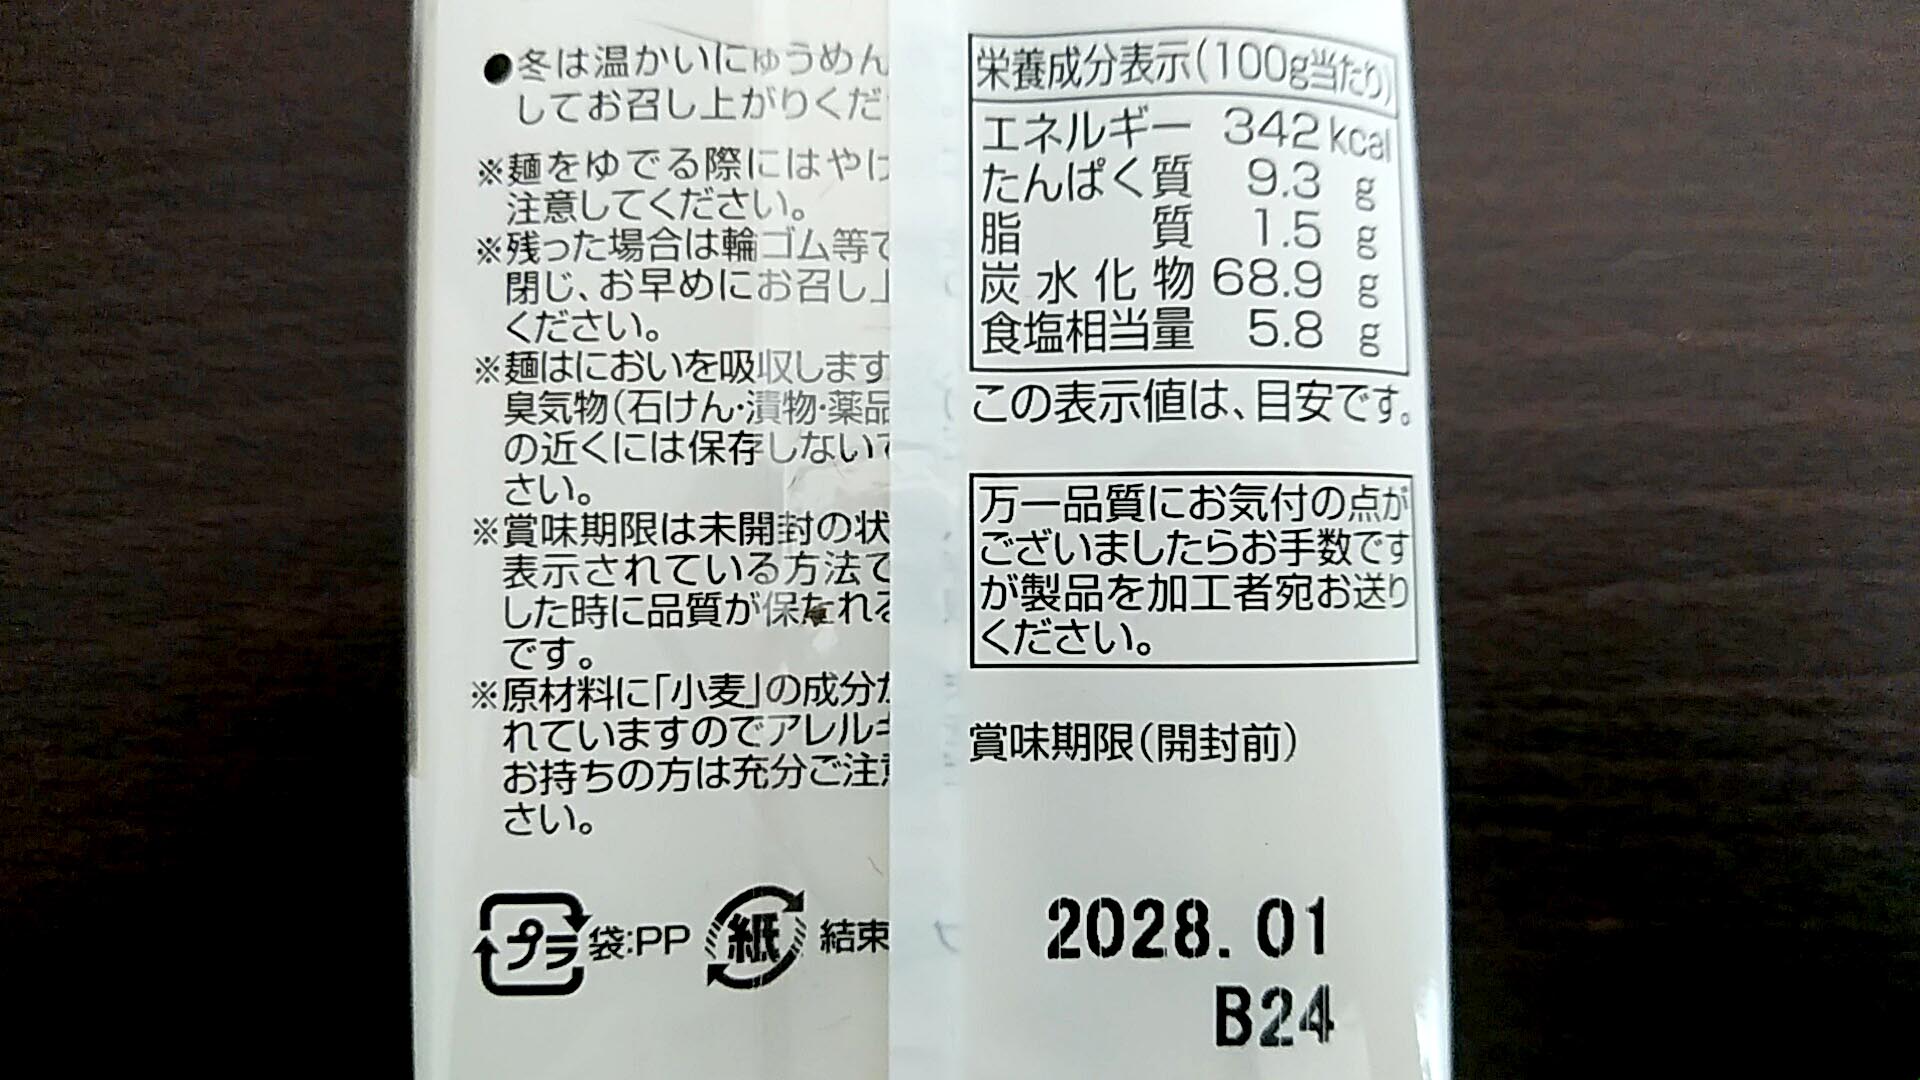 ●冬は温かいにゅうめん
してお召し上がりくだ
※麺をゆでる際にはやけ
注意してください。
※残った場合は輪ゴム等で
閉じ、お早めにお召し上
ください。
※麺はにおいを吸収します
臭気物(石けん・漬物・薬品
の近くには保存しないで
さい。
※賞味期限は未開封の状
表示されている方法で
した時に品質が保たれる
です。
※原材料に「小麦」の成分が
れていますのでアレルギ
お持ちの方は充分ご注意
さい。
プラ 袋:PP 紙 結束
栄養成分表示(100g当たり)
エネルギー 342kcal
たんぱく質 9.3 g
脂質 1.5 g
炭水化物 68.9 g
食塩相当量 5.8 g
この表示値は、目安です。
万一品質にお気付の点が
ございましたらお手数です
が製品を加工者宛お送り
ください。
賞味期限(開封前)
2028.01
B24